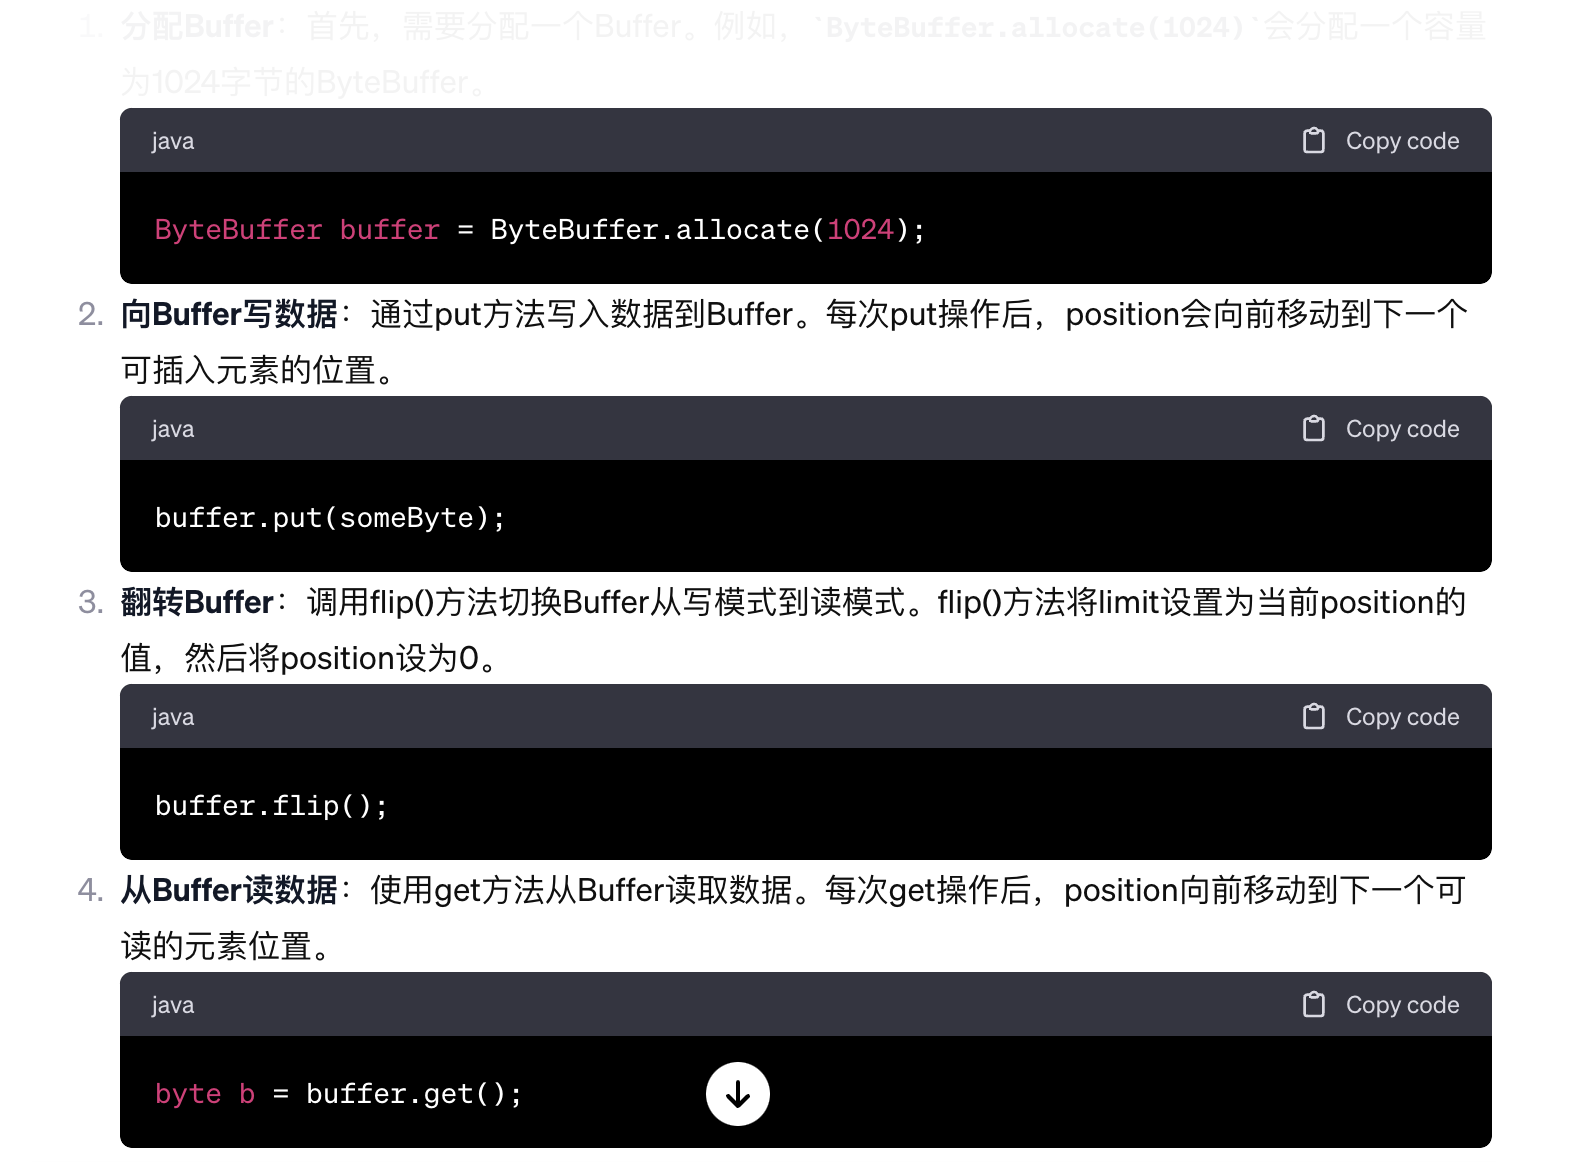 1. 分配Buffer：首先，需要分配一个Buffer。例如，`ByteBuffer.allocate(1024)`会分配一个容量
为1024字节的ByteBuffer。
java Copy code
ByteBuffer buffer = ByteBuffer.allocate(1024);
2. 向Buffer写数据：通过put方法写入数据到Buffer。每次put操作后，position会向前移动到下一个
可插入元素的位置。
java Copy code
buffer.put(someByte);
3. 翻转Buffer：调用flip()方法切换Buffer从写模式到读模式。flip()方法将limit设置为当前position的
值，然后将position设为0。
java Copy code
buffer.flip();
4. 从Buffer读数据：使用get方法从Buffer读取数据。每次get操作后，position向前移动到下一个可
读的元素位置。
java Copy code
byte b = buffer.get();